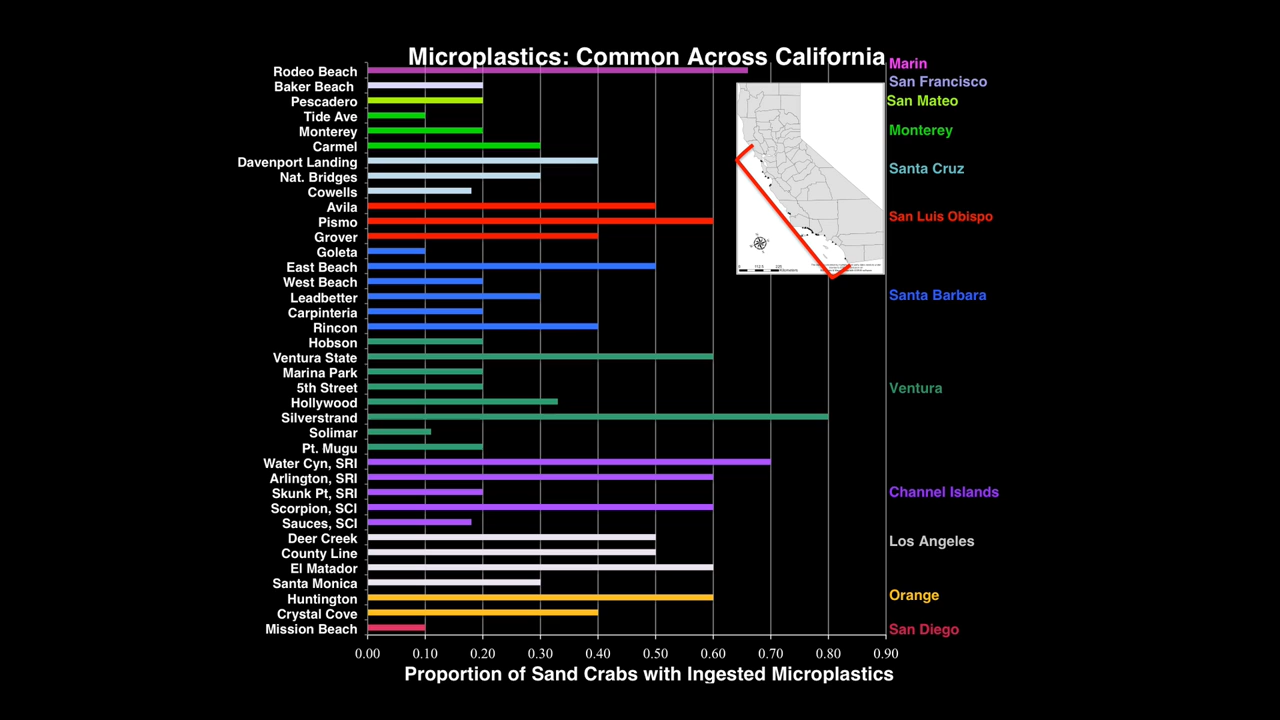 Microplastics: Common Across California
Rodeo Beach
Baker Beach
Pescadero
Tide Ave
Monterey
Carmel
Davenport Landing
Nat. Bridges
Cowells
Avila
Pismo
Grover
Goleta
East Beach
West Beach
Leadbetter
Carpinteria
Rincon
Hobson
Ventura State
Marina Park
5th Street
Hollywood
Silverstrand
Solimar
Pt. Mugu
Water Cyn, SRI
Arlington, SRI
Skunk Pt, SRI
Scorpion, SCI
Sauces, SCI
Deer Creek
County Line
El Matador
Santa Monica
Huntington
Crystal Cove
Mission Beach
Marin
San Francisco
San Mateo
Monterey
Santa Cruz
San Luis Obispo
Santa Barbara
Ventura
Channel Islands
Los Angeles
Orange
San Diego
0.00 0.10 0.20 0.30 0.40 0.50 0.60 0.70 0.80 0.90
Proportion of Sand Crabs with Ingested Microplastics